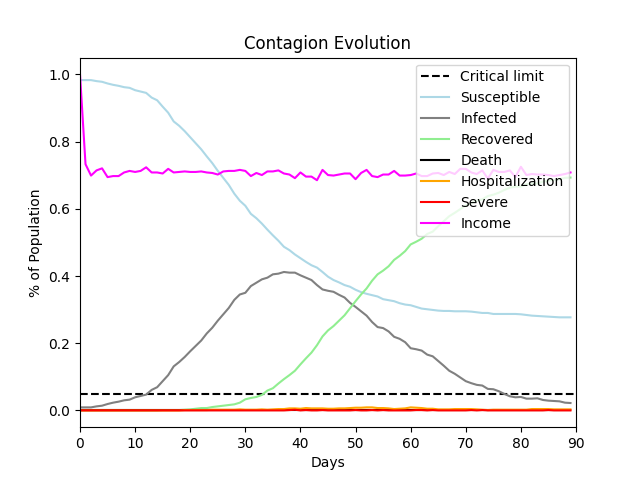 Contagion Evolution
% of Population
1.0
0.8
0.6
0.4
0.2
0.0
Critical limit
Susceptible
Infected
Recovered
Death
Hospitalization
Severe
Income
0 10 20 30 40 50 60 70 80 90
Days